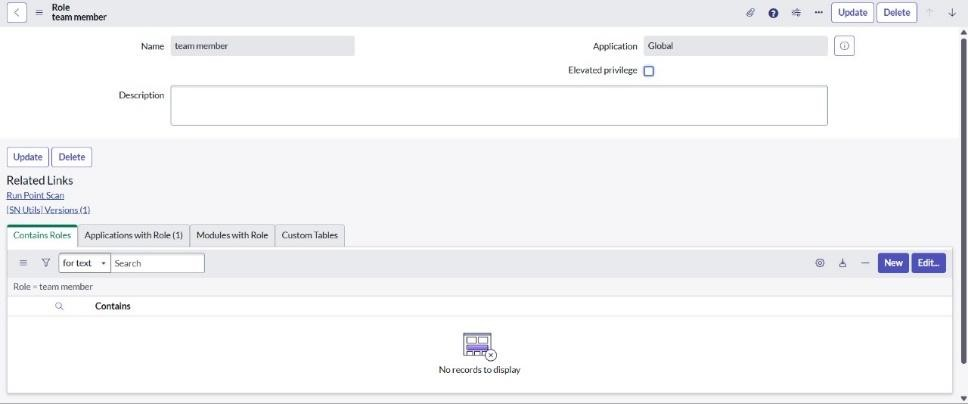 Role
team member
Update Delete
Name team member
Application Global
Elevated privilege
Description
Update Delete
Related Links
Run Point Scan
[SN Utils] Versions (1)
Contains Roles Applications with Role (1) Modules with Role Custom Tables
for text Search New Edit...
Role = team member
Contains
No records to display